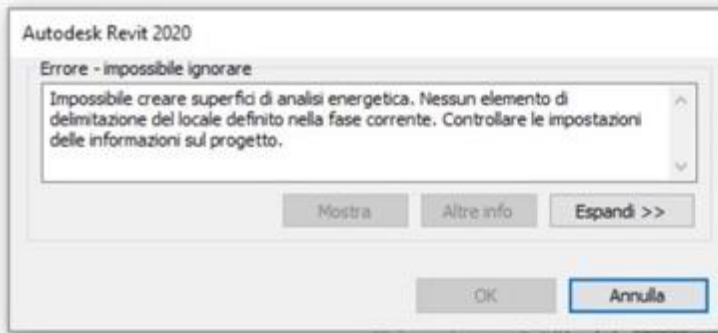 Autodesk Revit 2020
Errore - impossibile ignorare
Impossibile creare superfici di analisi energetica. Nessun elemento di
delimitazione del locale definito nella fase corrente. Controllare le impostazioni
delle informazioni sul progetto.
Mostra
Altre info
Espandi >>
OK
Annulla